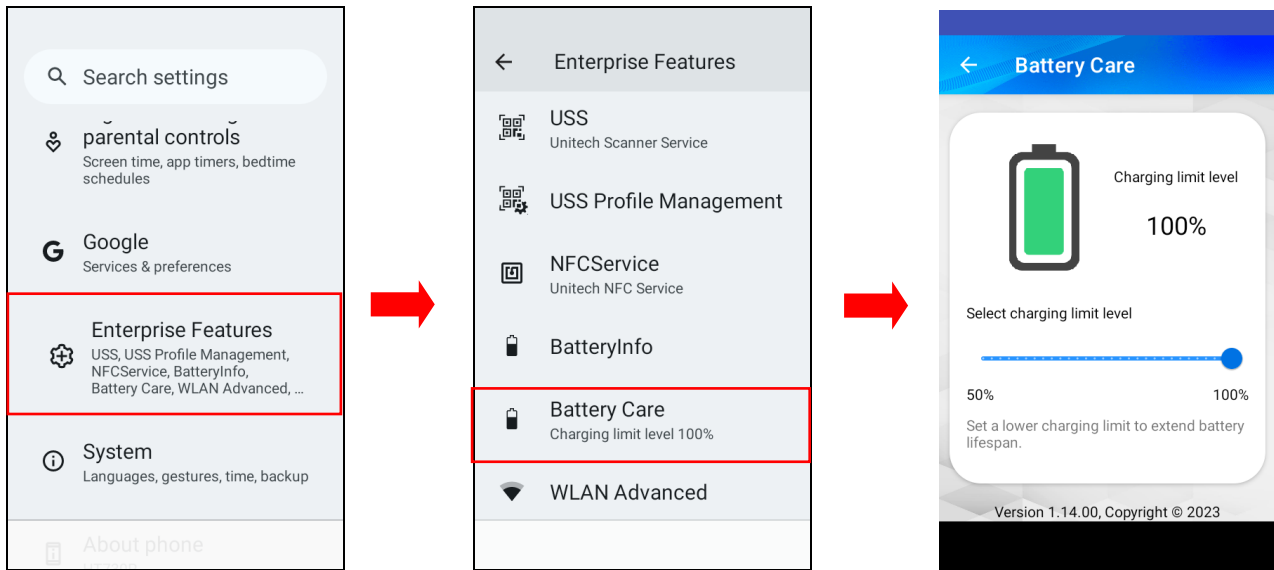 Search settings
parental controls
Screen time, app timers, bedtime
schedules
Google
Services & preferences
Enterprise Features
USS, USS Profile Management,
NFCService, BatteryInfo,
Battery Care, WLAN Advanced, ...
System
Languages, gestures, time, backup
About phone
Enterprise Features
USS
Unitech Scanner Service
USS Profile Management
NFCService
Unitech NFC Service
BatteryInfo
Battery Care
Charging limit level 100%
WLAN Advanced
Battery Care
Charging limit level
100%
Select charging limit level
50% 100%
Set a lower charging limit to extend battery
lifespan.
Version 1.14.00, Copyright © 2023